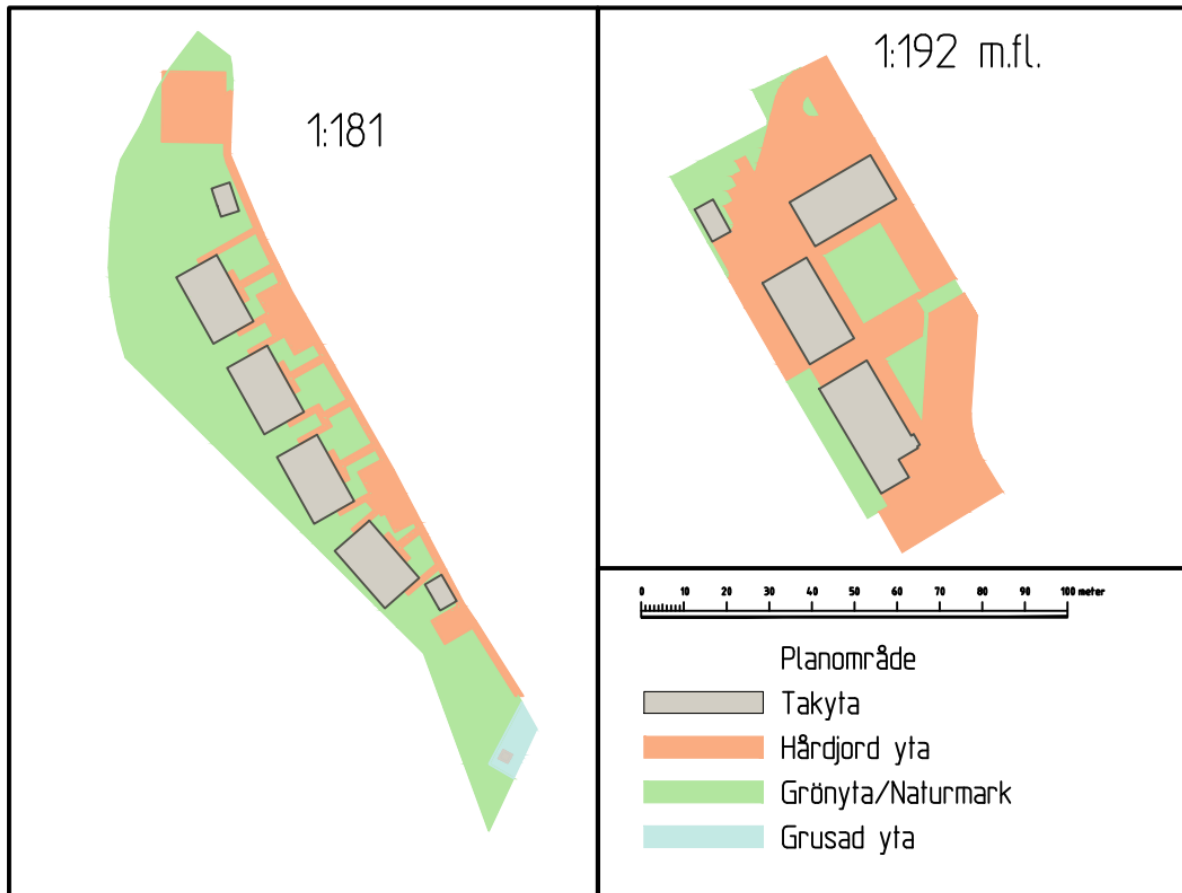 1:181
1:192 m.fl.
0 10 20 30 40 50 60 70 80 90 100 meter
Planområde
Takyta
Hårdjord yta
Grönyta/Naturmark
Grusad yta